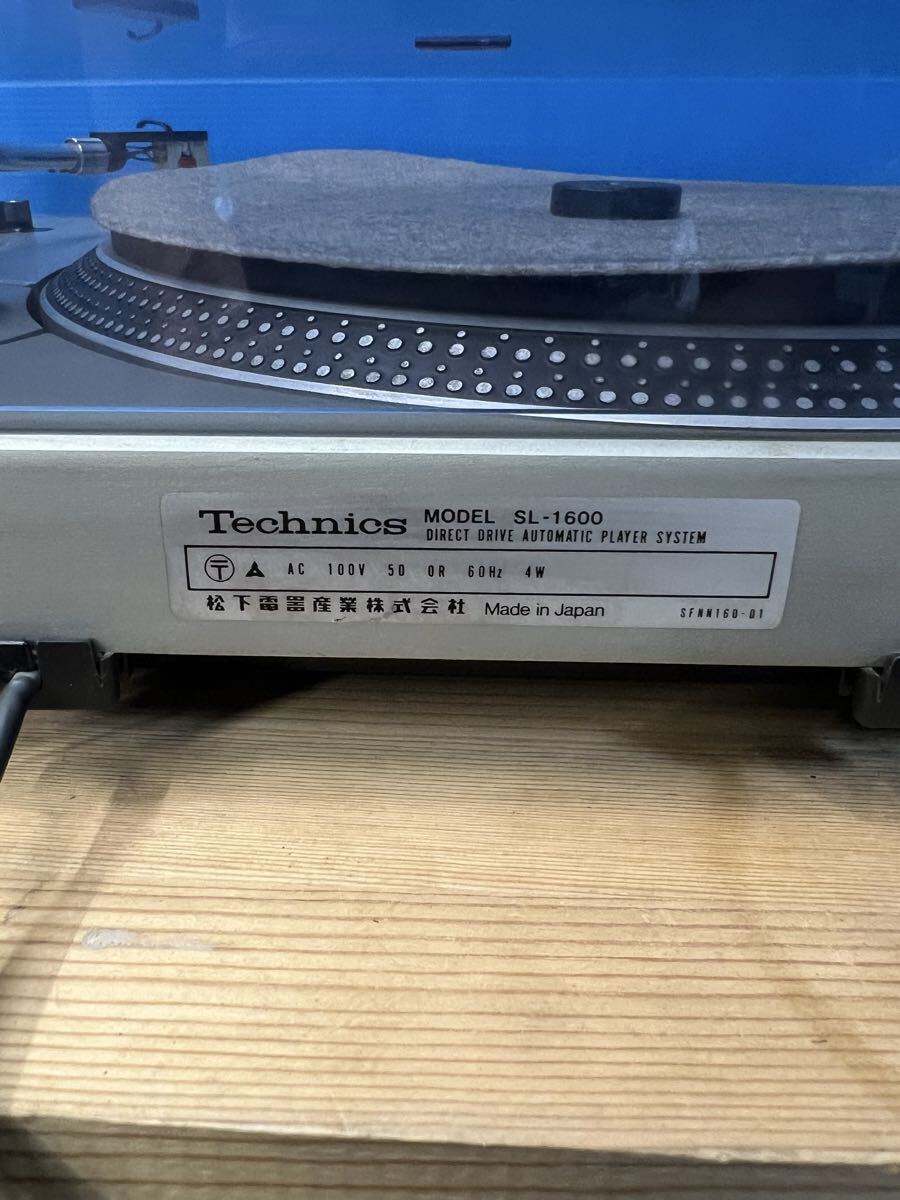 Technics MODEL SL-1600
DIRECT DRIVE AUTOMATIC PLAYER SYSTEM
〒 AC 100V 50 OR 60Hz 4W
松下電器産業株式会社 Made in Japan SFNN160-01